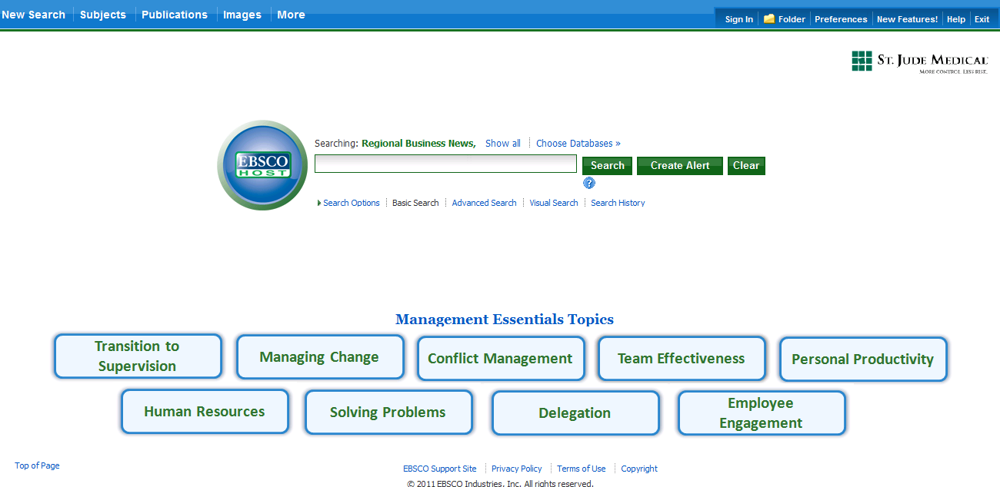 New Search Subjects Publications Images More
Sign In Folder Preferences New Features! Help Exit
St. Jude Medical
More control. Less risk.
EBSCO
HOST
Searching: Regional Business News, Show all Choose Databases »
Search Create Alert Clear
?
Search Options Basic Search Advanced Search Visual Search Search History
Management Essentials Topics
Transition to
Supervision
Managing Change
Conflict Management
Team Effectiveness
Personal Productivity
Human Resources
Solving Problems
Delegation
Employee
Engagement
Top of Page
EBSCO Support Site Privacy Policy Terms of Use Copyright
© 2011 EBSCO Industries, Inc. All rights reserved.